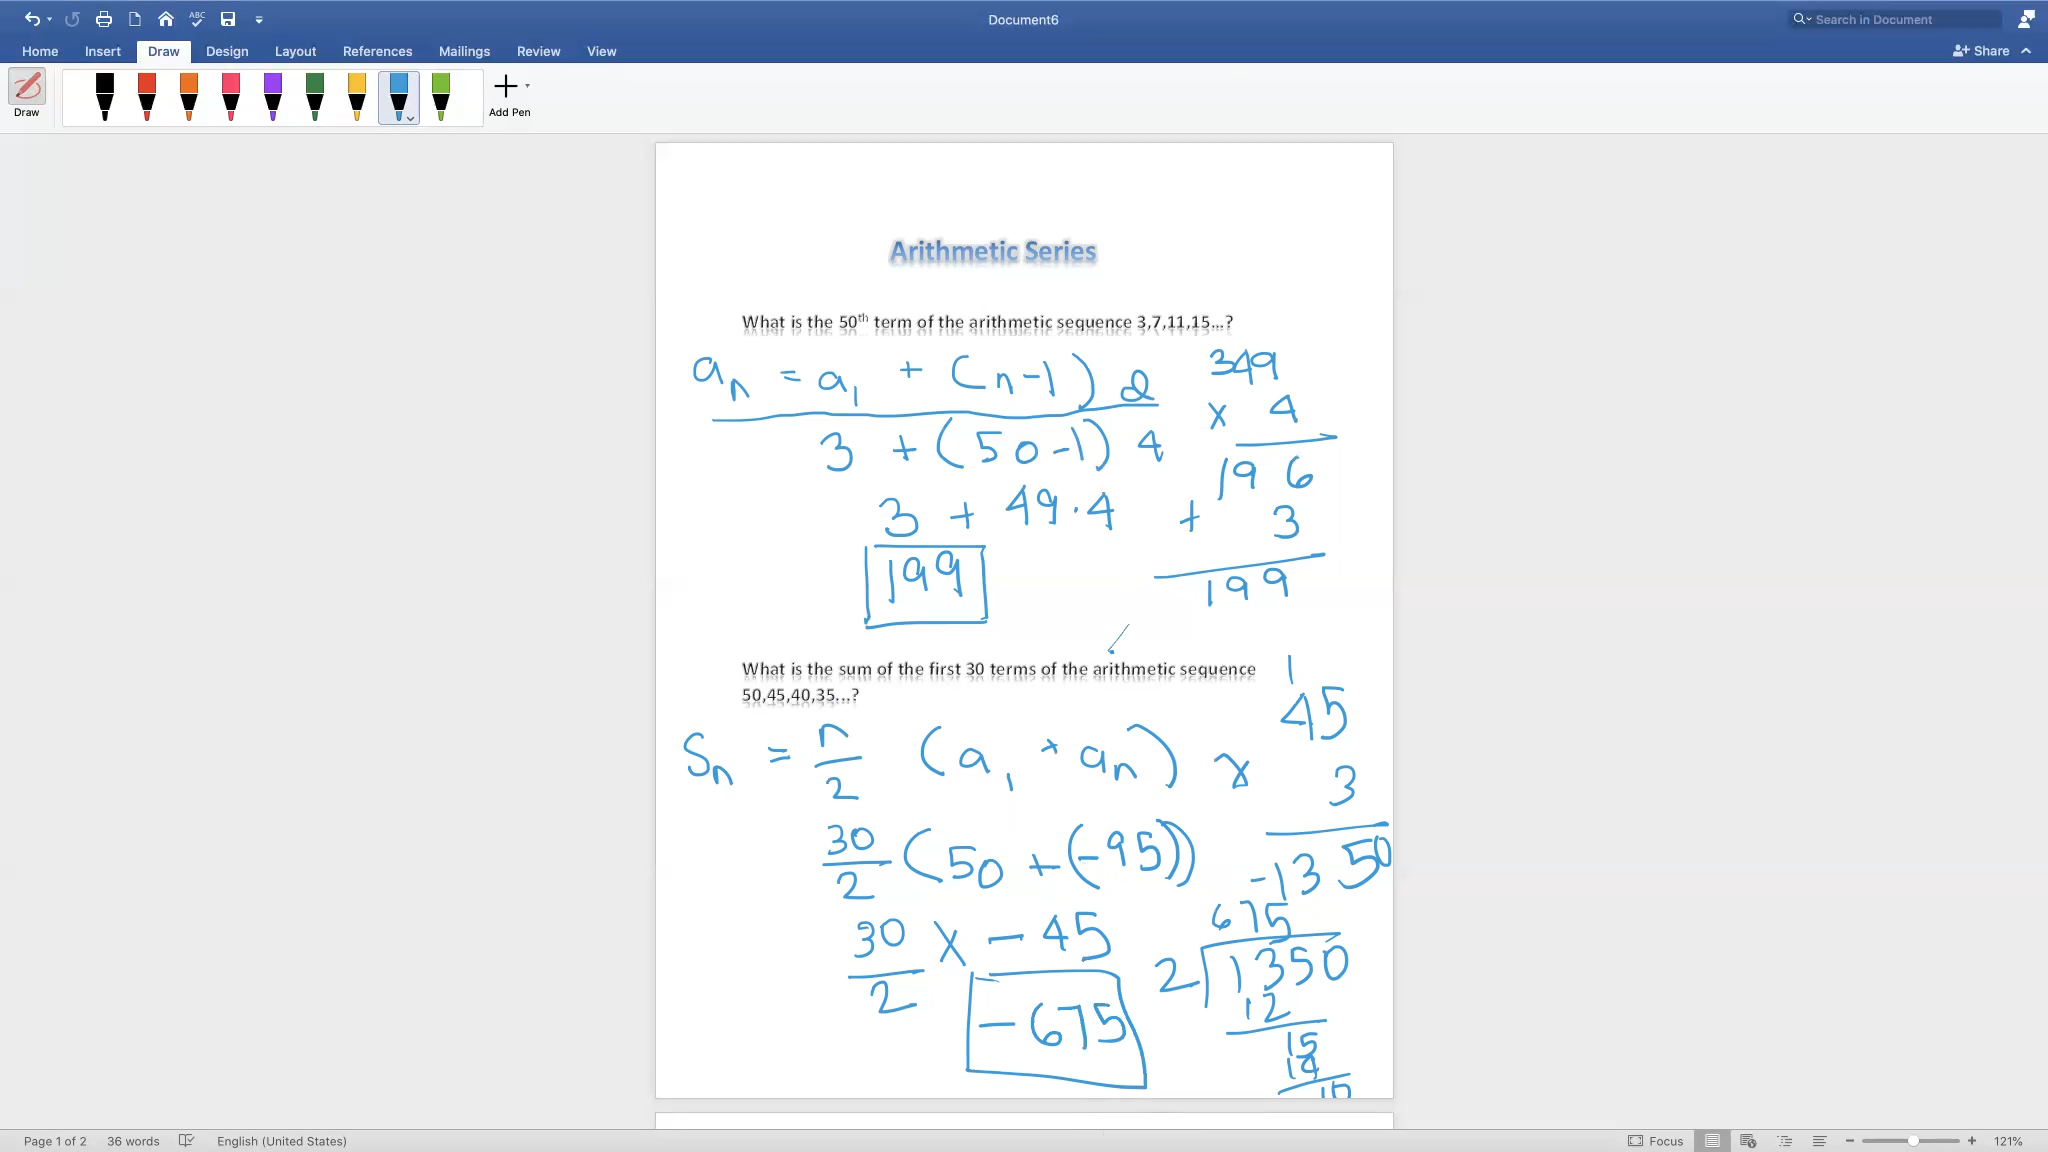 Document6
Search in Document
Home Insert Draw Design Layout References Mailings Review View
Share
ABC
Draw
Add Pen
Arithmetic Series
What is the 50th term of the arithmetic sequence 3,7,11,15...?
an = a1 + (n-1) d
3 + (50-1) 4
3 + 49.4
199
349
x 4
196
+ 3
199
What is the sum of the first 30 terms of the arithmetic sequence
50,45,40,35...?
Sn = n/2 (a1 + an)
30/2 (50 + (-95))
30/2 x -45
-675
1
45
x 3
-1350
675
2 1350
12
15
14
10
Page 1 of 2 36 words English (United States)
Focus 121%